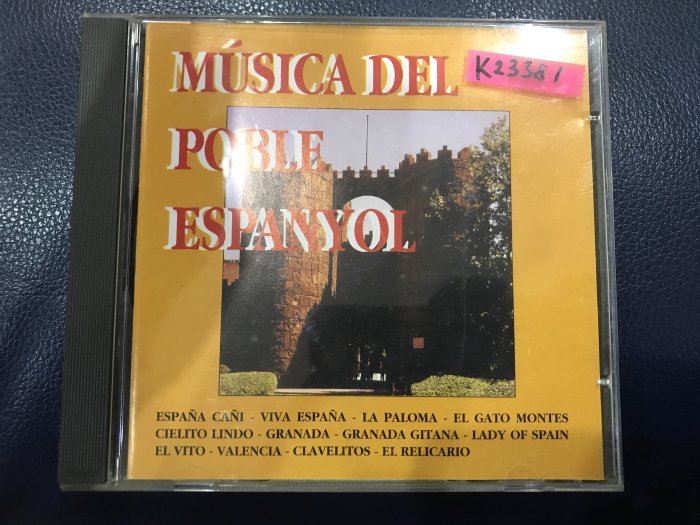 MÚSICA DEL
K23381
POBLE
ESPANYOL
ESPAÑA CAÑI - VIVA ESPAÑA - LA PALOMA - EL GATO MONTES
CIELITO LINDO - GRANADA - GRANADA GITANA - LADY OF SPAIN
EL VITO - VALENCIA - CLAVELITOS - EL RELICARIO